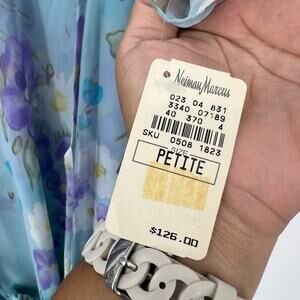 Neiman Marcus
023 04 831
3340 07189
40 370 4
SKU 0508 1823
SIZE
PETITE
$126.00